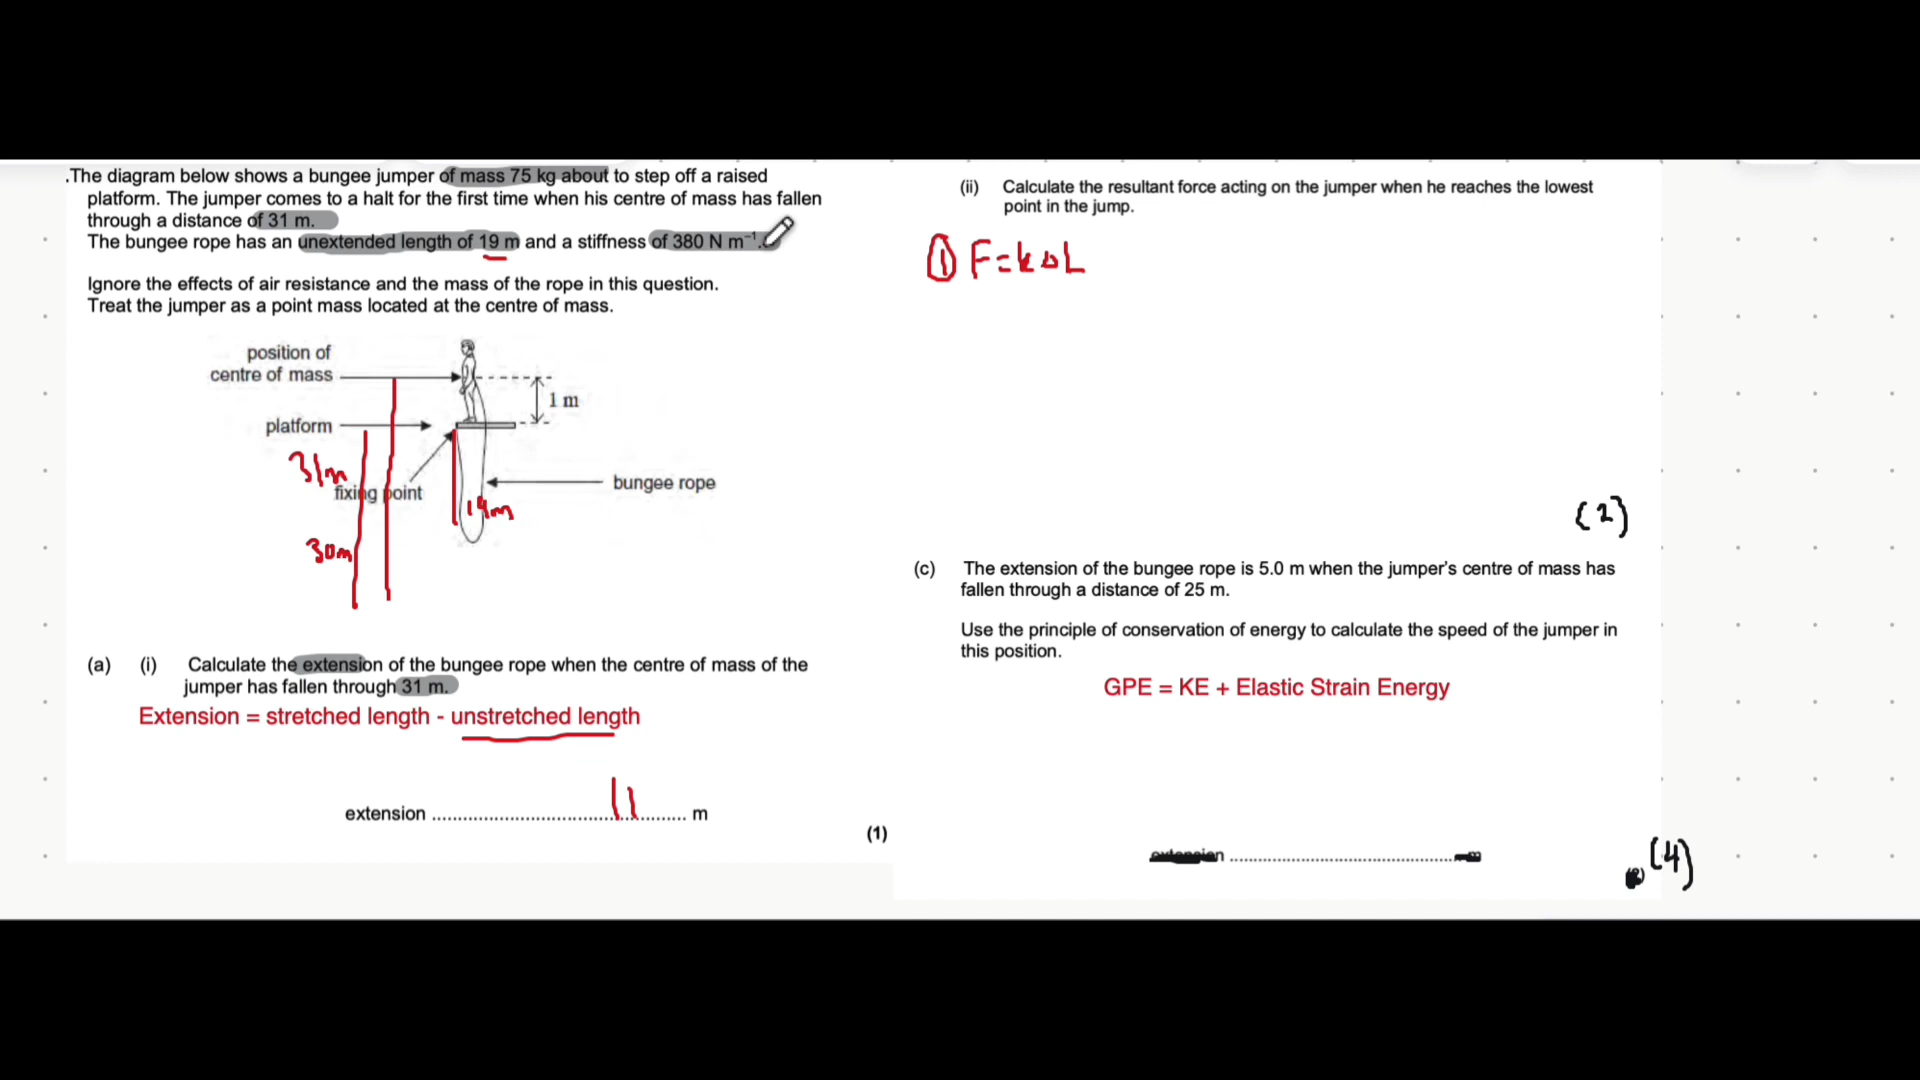 .The diagram below shows a bungee jumper of mass 75 kg about to step off a raised
platform. The jumper comes to a halt for the first time when his centre of mass has fallen
through a distance of 31 m.
The bungee rope has an unextended length of 19 m and a stiffness of 380 N m⁻¹.
Ignore the effects of air resistance and the mass of the rope in this question.
Treat the jumper as a point mass located at the centre of mass.
position of
centre of mass
1 m
platform
31m
fixing point
bungee rope
19m
30m
(a) (i) Calculate the extension of the bungee rope when the centre of mass of the
jumper has fallen through 31 m.
Extension = stretched length - unstretched length
extension ............................................. 11 ........... m
(1)
(ii) Calculate the resultant force acting on the jumper when he reaches the lowest
point in the jump.
① F=kΔL
(2)
(c) The extension of the bungee rope is 5.0 m when the jumper's centre of mass has
fallen through a distance of 25 m.
Use the principle of conservation of energy to calculate the speed of the jumper in
this position.
GPE = KE + Elastic Strain Energy
(4)